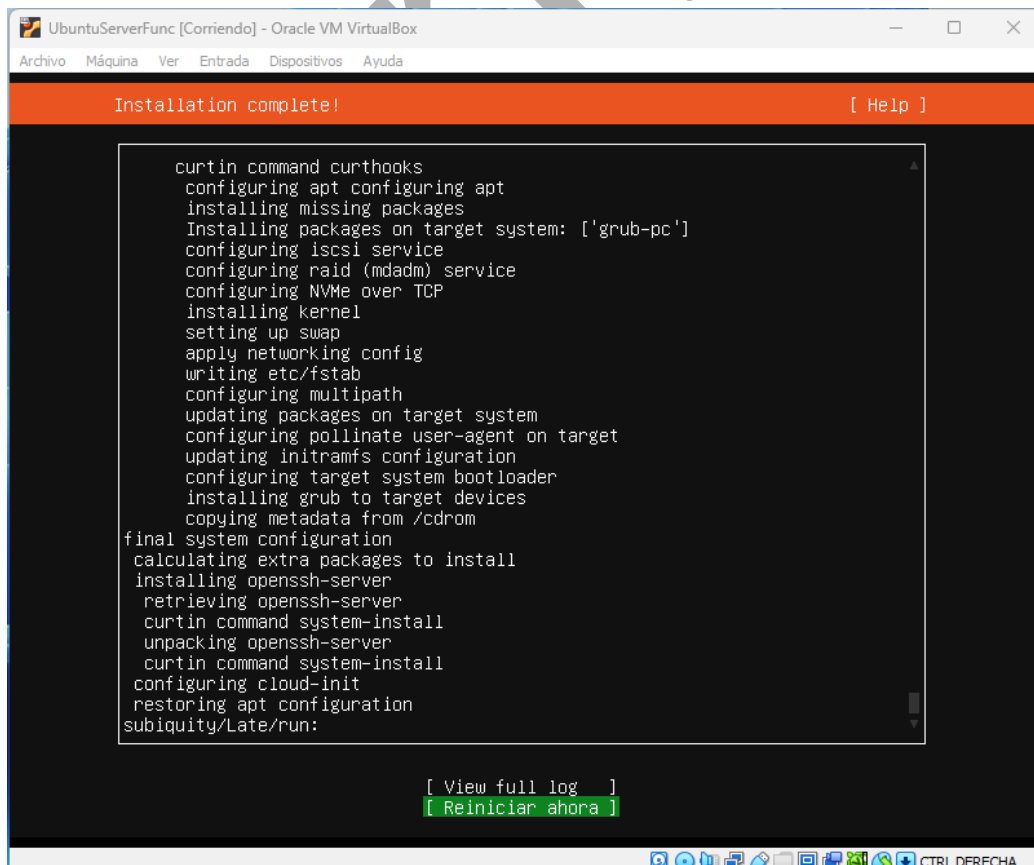 UbuntuServerFunc [Corriendo] - Oracle VM VirtualBox
Archivo Máquina Ver Entrada Dispositivos Ayuda
Installation complete! [ Help ]
curtin command curthooks
configuring apt configuring apt
installing missing packages
Installing packages on target system: ['grub-pc']
configuring iscsi service
configuring raid (mdadm) service
configuring NVMe over TCP
installing kernel
setting up swap
apply networking config
writing etc/fstab
configuring multipath
updating packages on target system
configuring pollinate user-agent on target
updating initramfs configuration
configuring target system bootloader
installing grub to target devices
copying metadata from /cdrom
final system configuration
calculating extra packages to install
installing openssh-server
retrieving openssh-server
curtin command system-install
unpacking openssh-server
curtin command system-install
configuring cloud-init
restoring apt configuration
subiquity/Late/run:
[ View full log ]
[ Reiniciar ahora ]
CTRL DERECHA